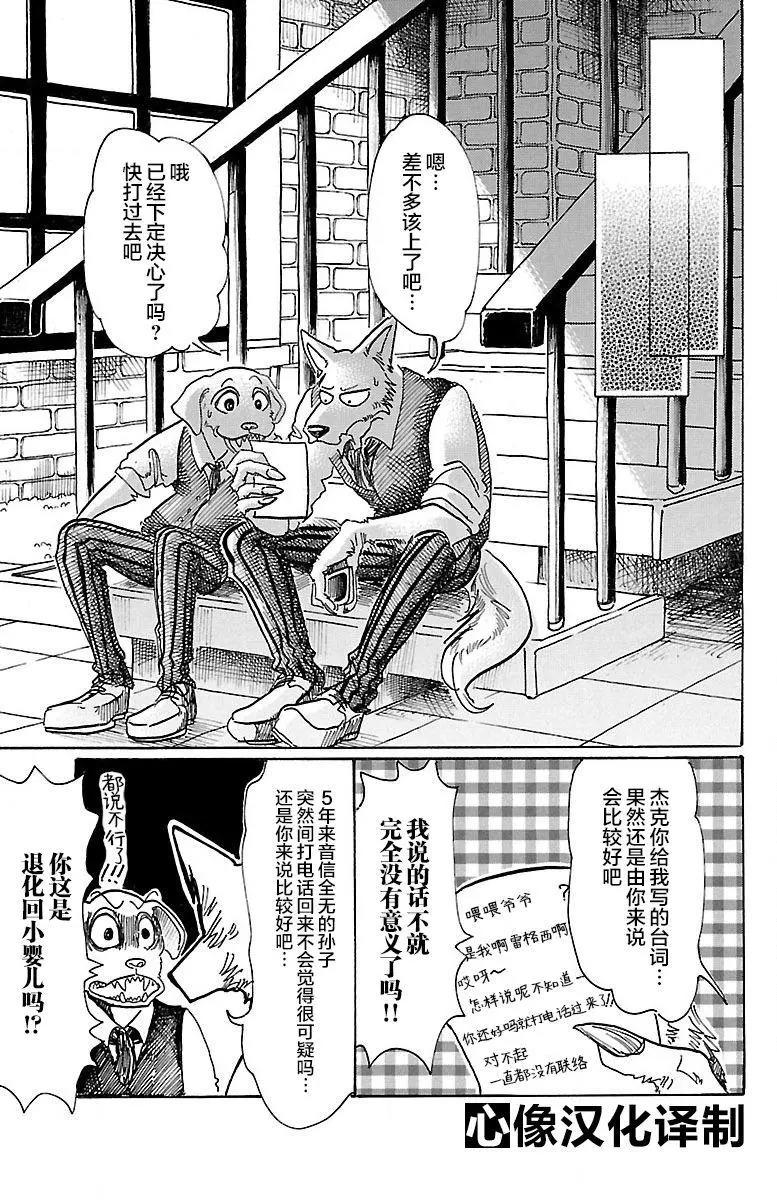 嗯…
差不多该上了吧…
哦
已经下定决心了吗？
快打过去吧
杰克你给我写的台词…
果然还是由你来说
会比较好吧
喂喂爷爷
？
是我啊雷格西啊
哎呀～
怎样说呢不知道一
你还好吗就打电话过来了
对不起
一直都没有联络
我说的话不就
完全没有意义了吗!!
5年来音信全无的孙子
突然间打电话回来不会觉得很可疑吗…
还是你来说比较好吧…
都说不行了!!!
你这是
退化回小婴儿吗!?
心像汉化译制